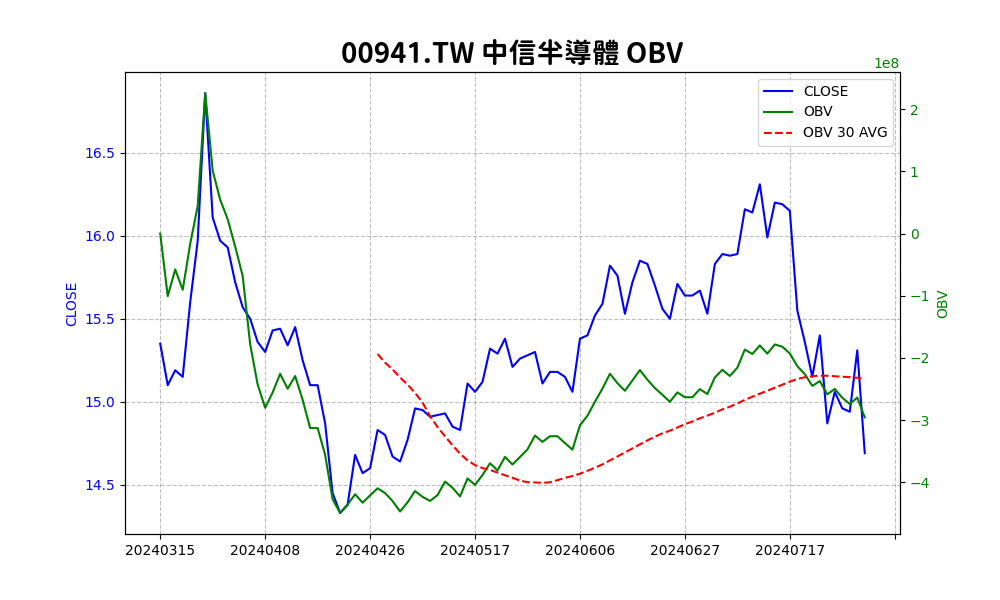 00941.TW 中信半導體 OBV
1e8
CLOSE
OBV
OBV 30 AVG
16.5
16.0
15.5
15.0
14.5
CLOSE
2
1
0
−1
−2
−3
−4
OBV
20240315 20240408 20240426 20240517 20240606 20240627 20240717